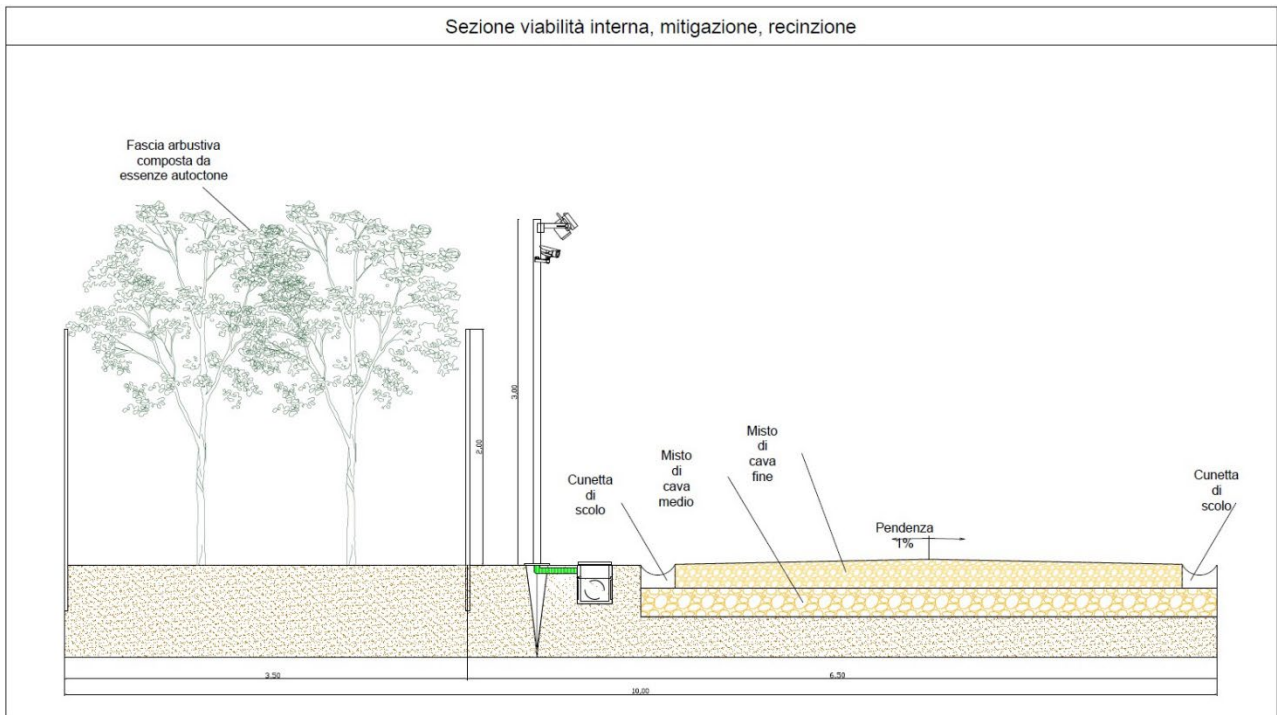 Sezione viabilità interna, mitigazione, recinzione
Fascia arbustiva
composta da
essenze autoctone
3,00
2,00
Cunetta
di
scolo
Misto
di
cava
medio
Misto
di
cava
fine
Pendenza
1%
Cunetta
di
scolo
3.50
6.50
10,00